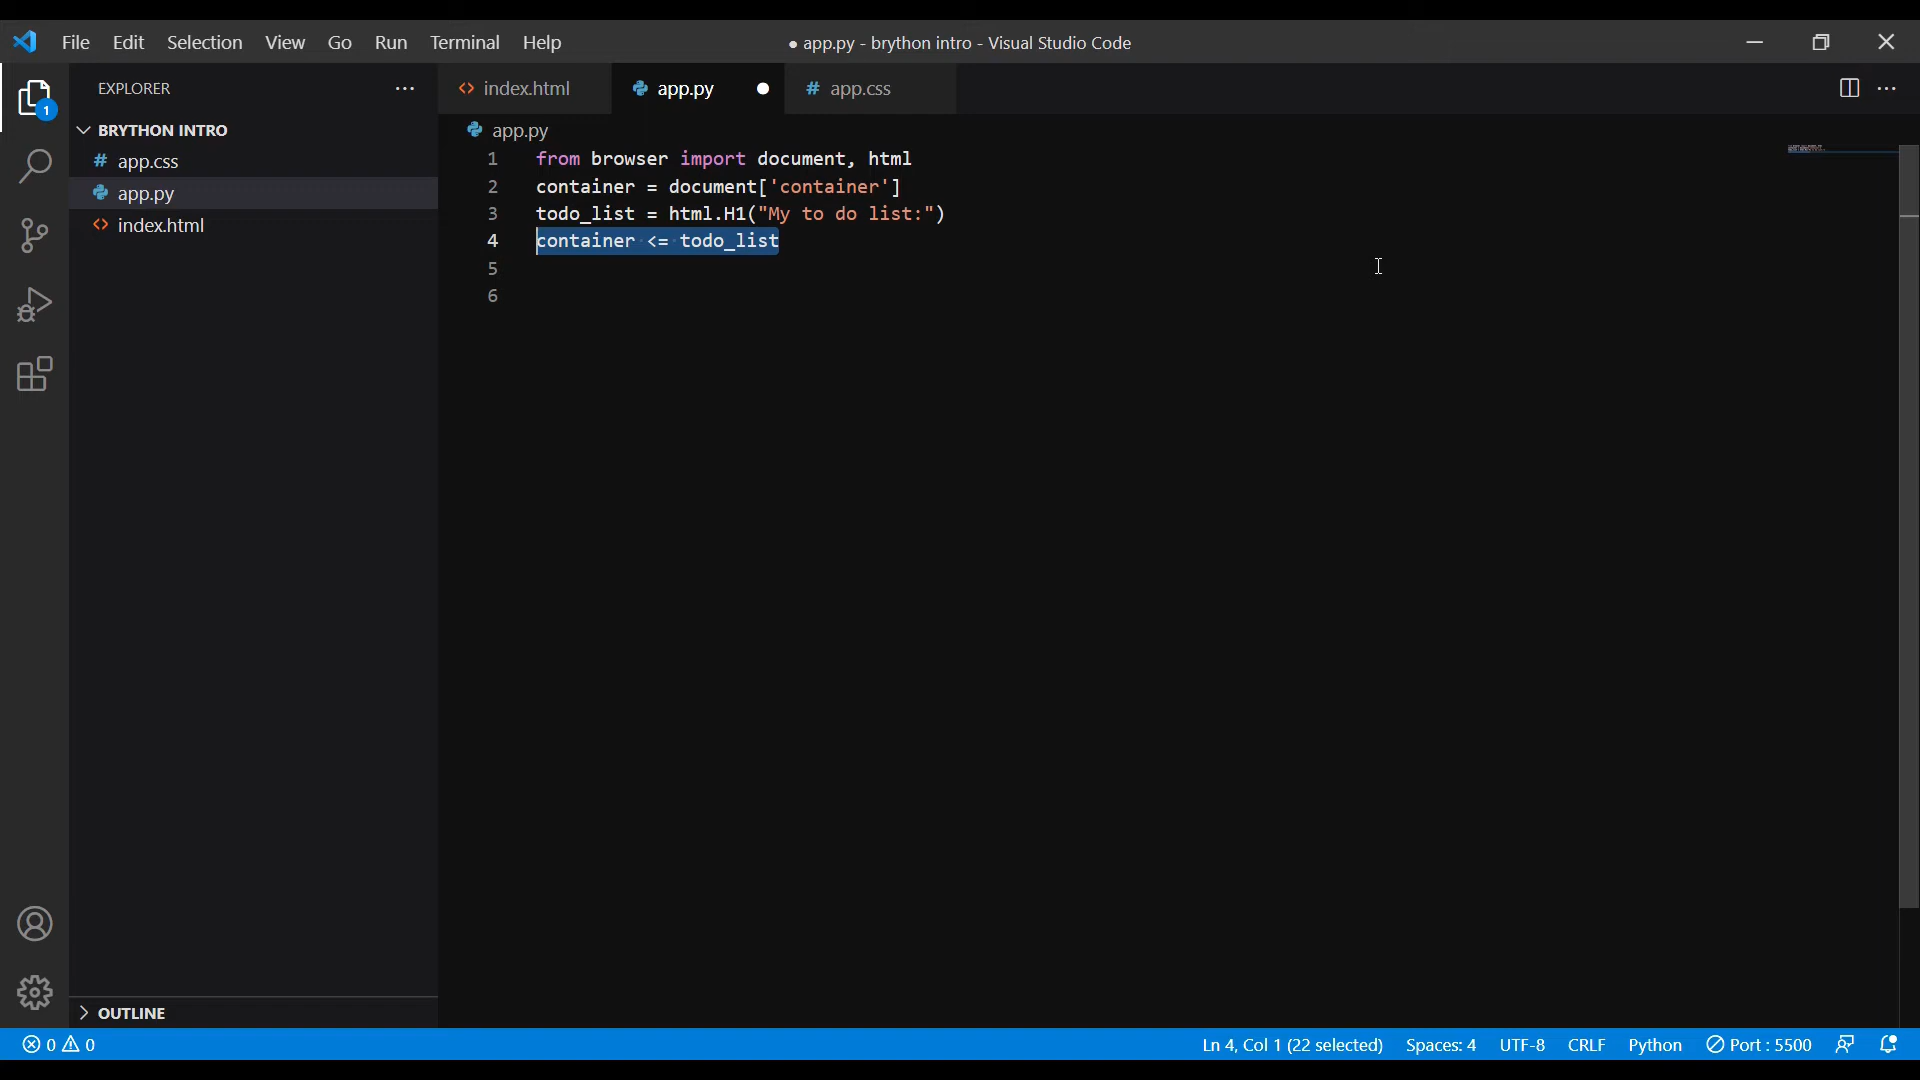 File Edit Selection View Go Run Terminal Help
● app.py - brython intro - Visual Studio Code
EXPLORER
1
BRYTHON INTRO
# app.css
app.py
index.html
OUTLINE
<> index.html
app.py
# app.css
app.py
1 from browser import document, html
2 container = document['container']
3 todo_list = html.H1("My to do list:")
4 container <= todo_list
5
6
0 0
Ln 4, Col 1 (22 selected) Spaces: 4 UTF-8 CRLF Python Port : 5500